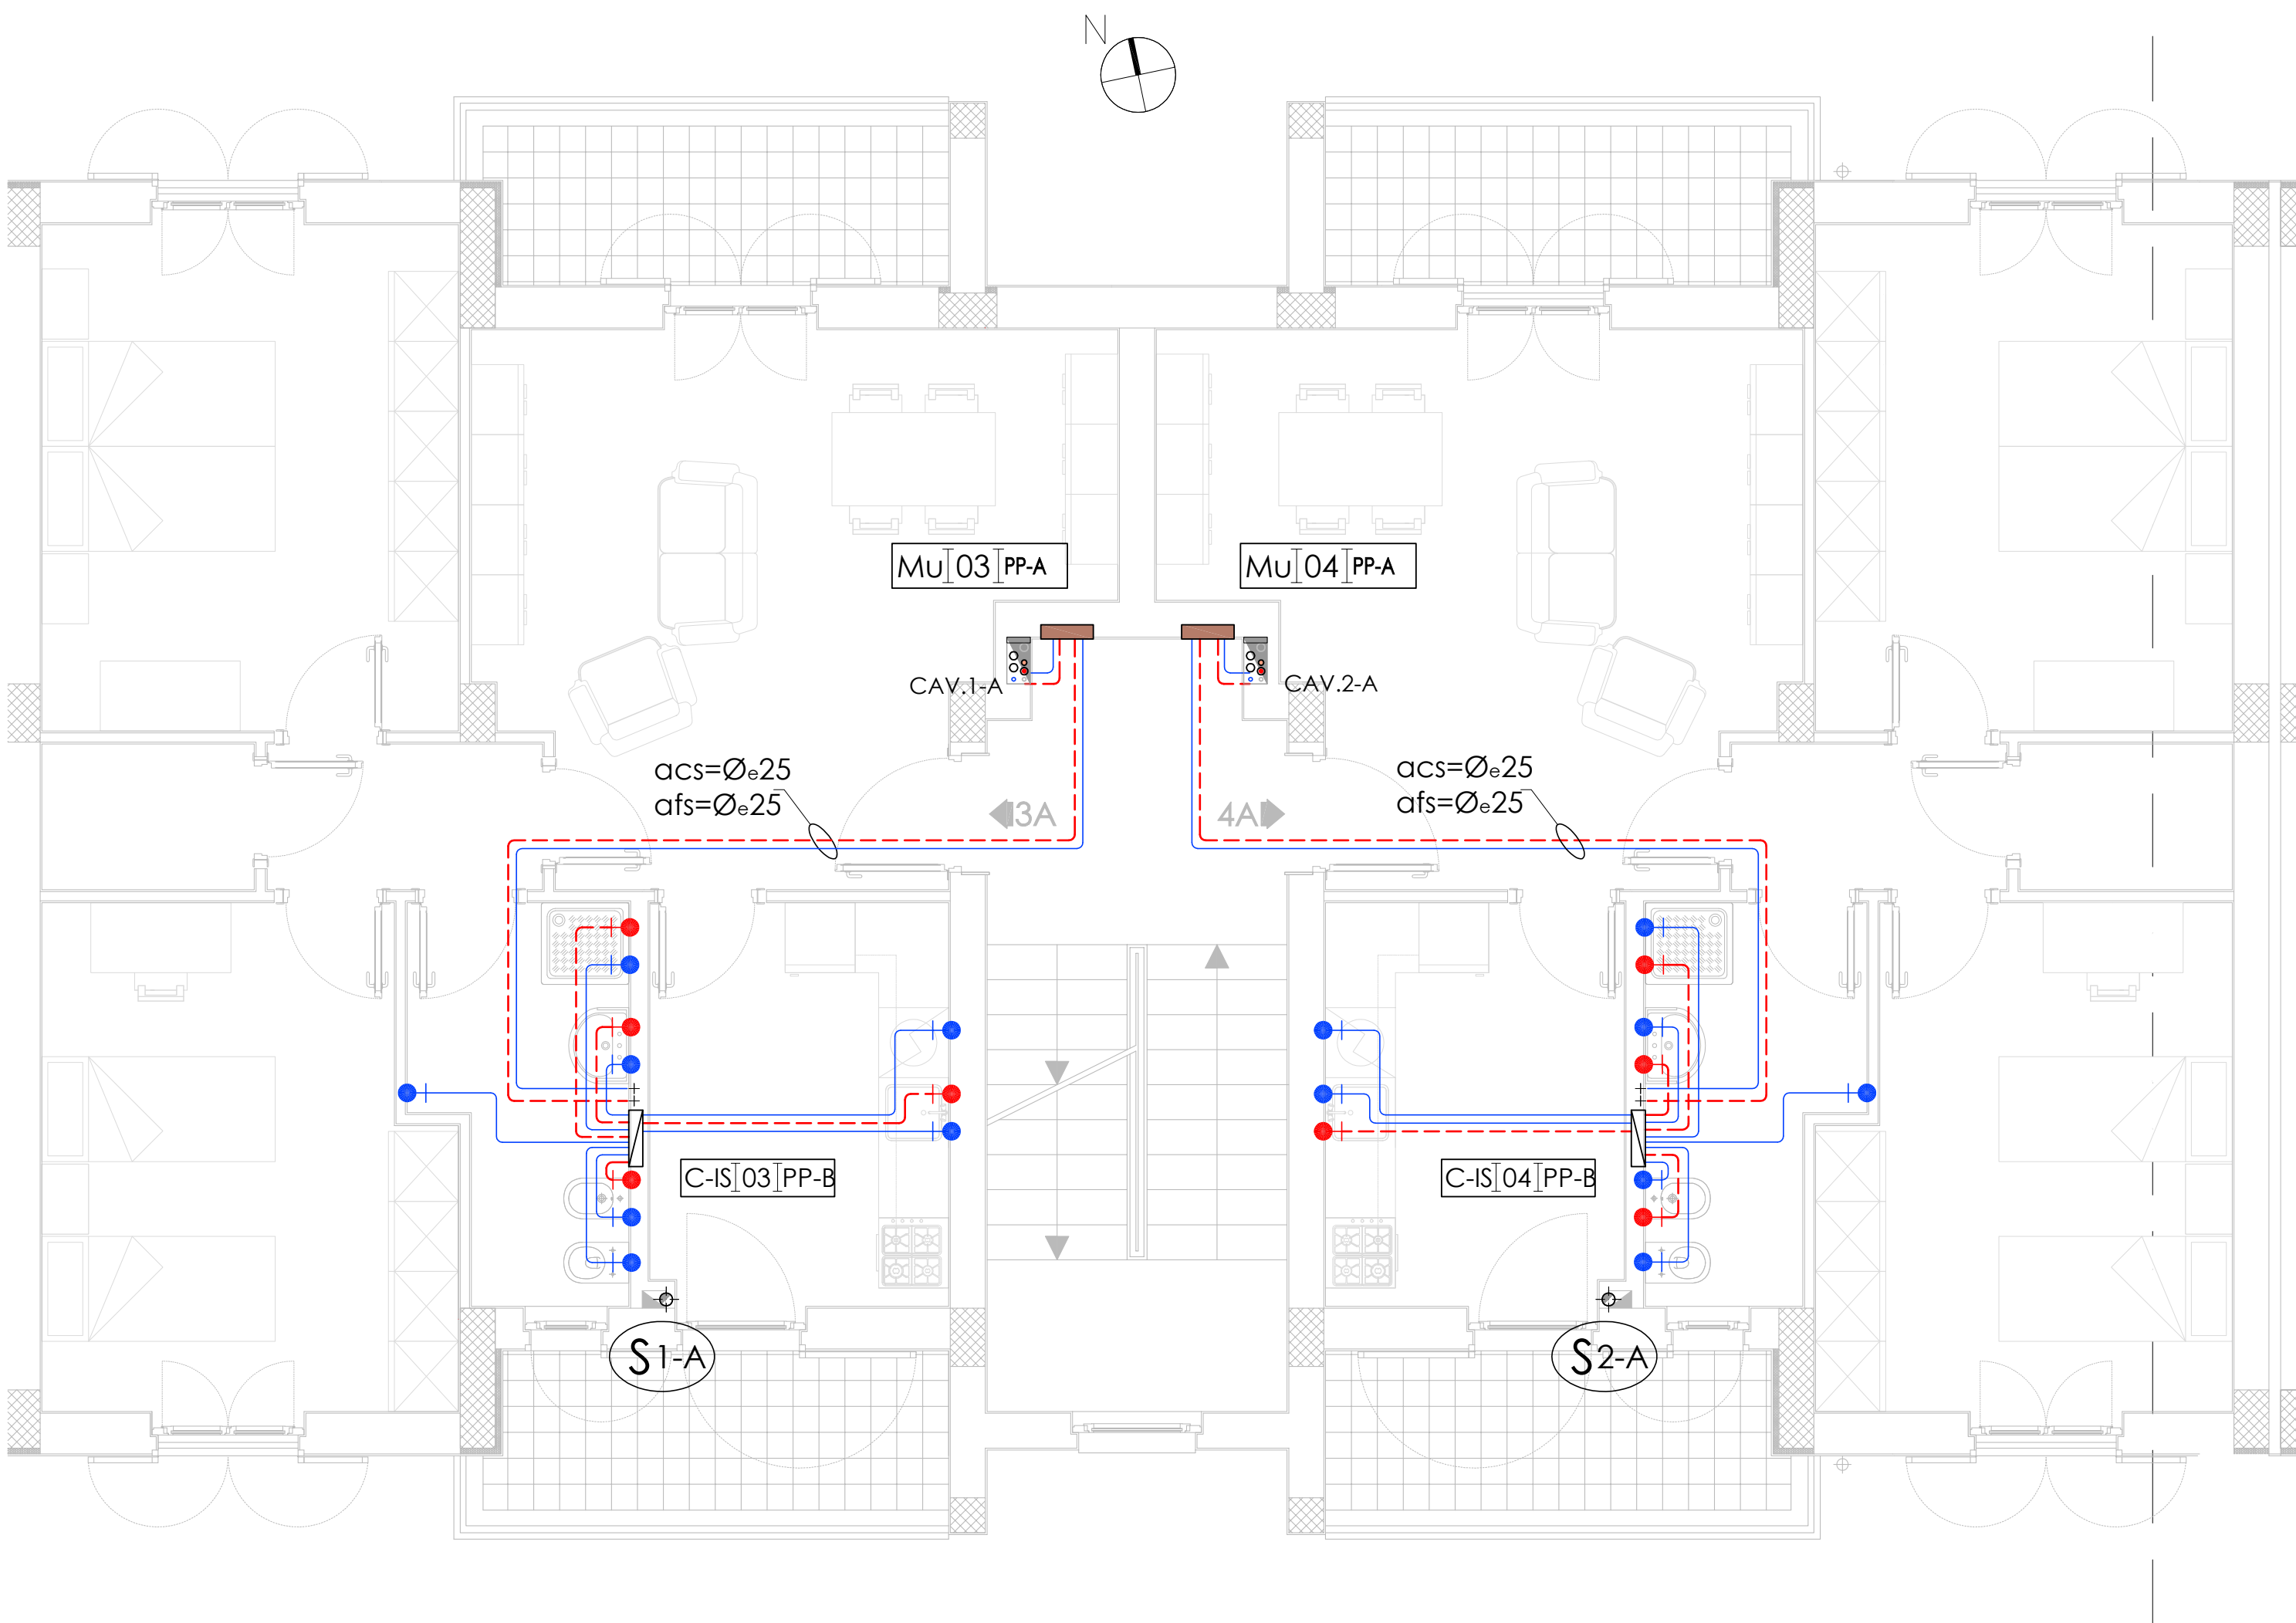 N
Mu 03 PP-A
Mu 04 PP-A
CAV.1-A
CAV.2-A
acs=Øe25
afs=Øe25
acs=Øe25
afs=Øe25
3A
4A
C-IS 03 PP-B
C-IS 04 PP-B
S1-A
S2-A